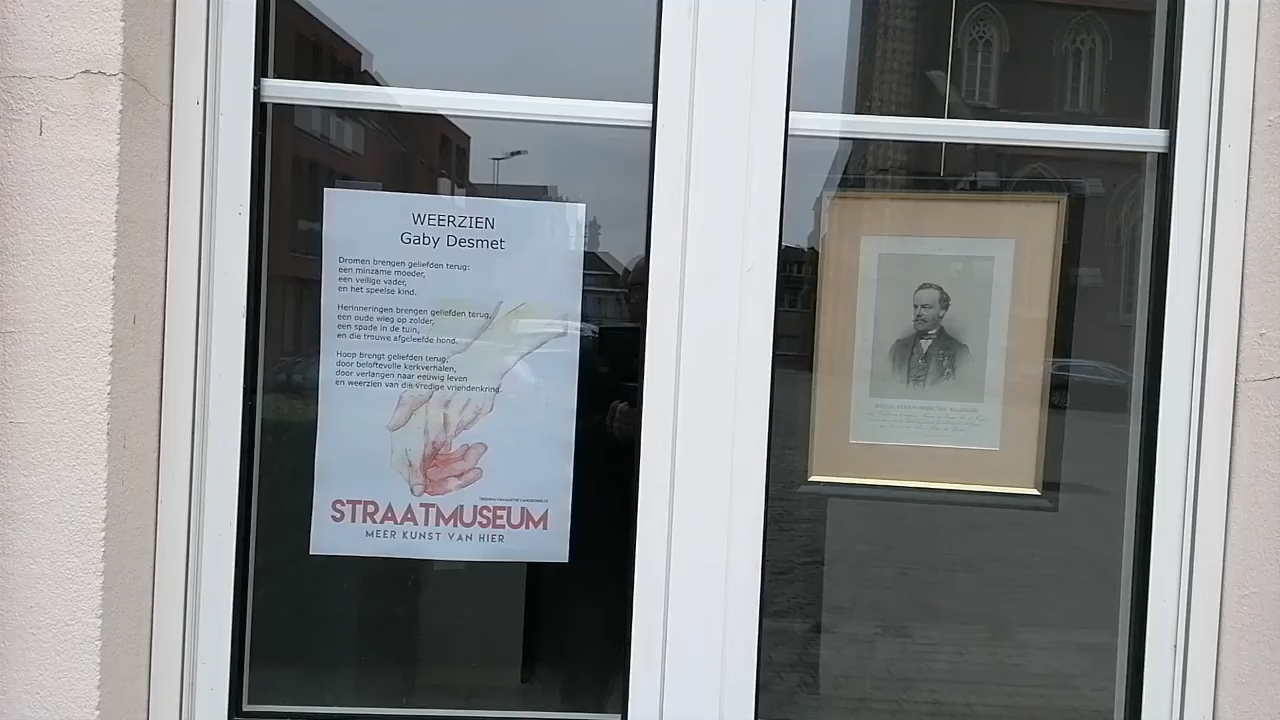 WEERZIEN
Gaby Desmet
Dromen brengen geliefden terug:
een minzame moeder,
een veilige vader,
en het speelse kind.
Herinneringen brengen geliefden terug,
een oude wieg op zolder,
een spade in de tuin,
en die trouwe afgeleefde hond.
Hoop brengt geliefden terug,
door beloftevolle kerkverhalen,
door verlangen naar eeuwig leven
en weerzien van die vredige vriendenkring.
STRAATMUSEUM
MEER KUNST VAN HIER